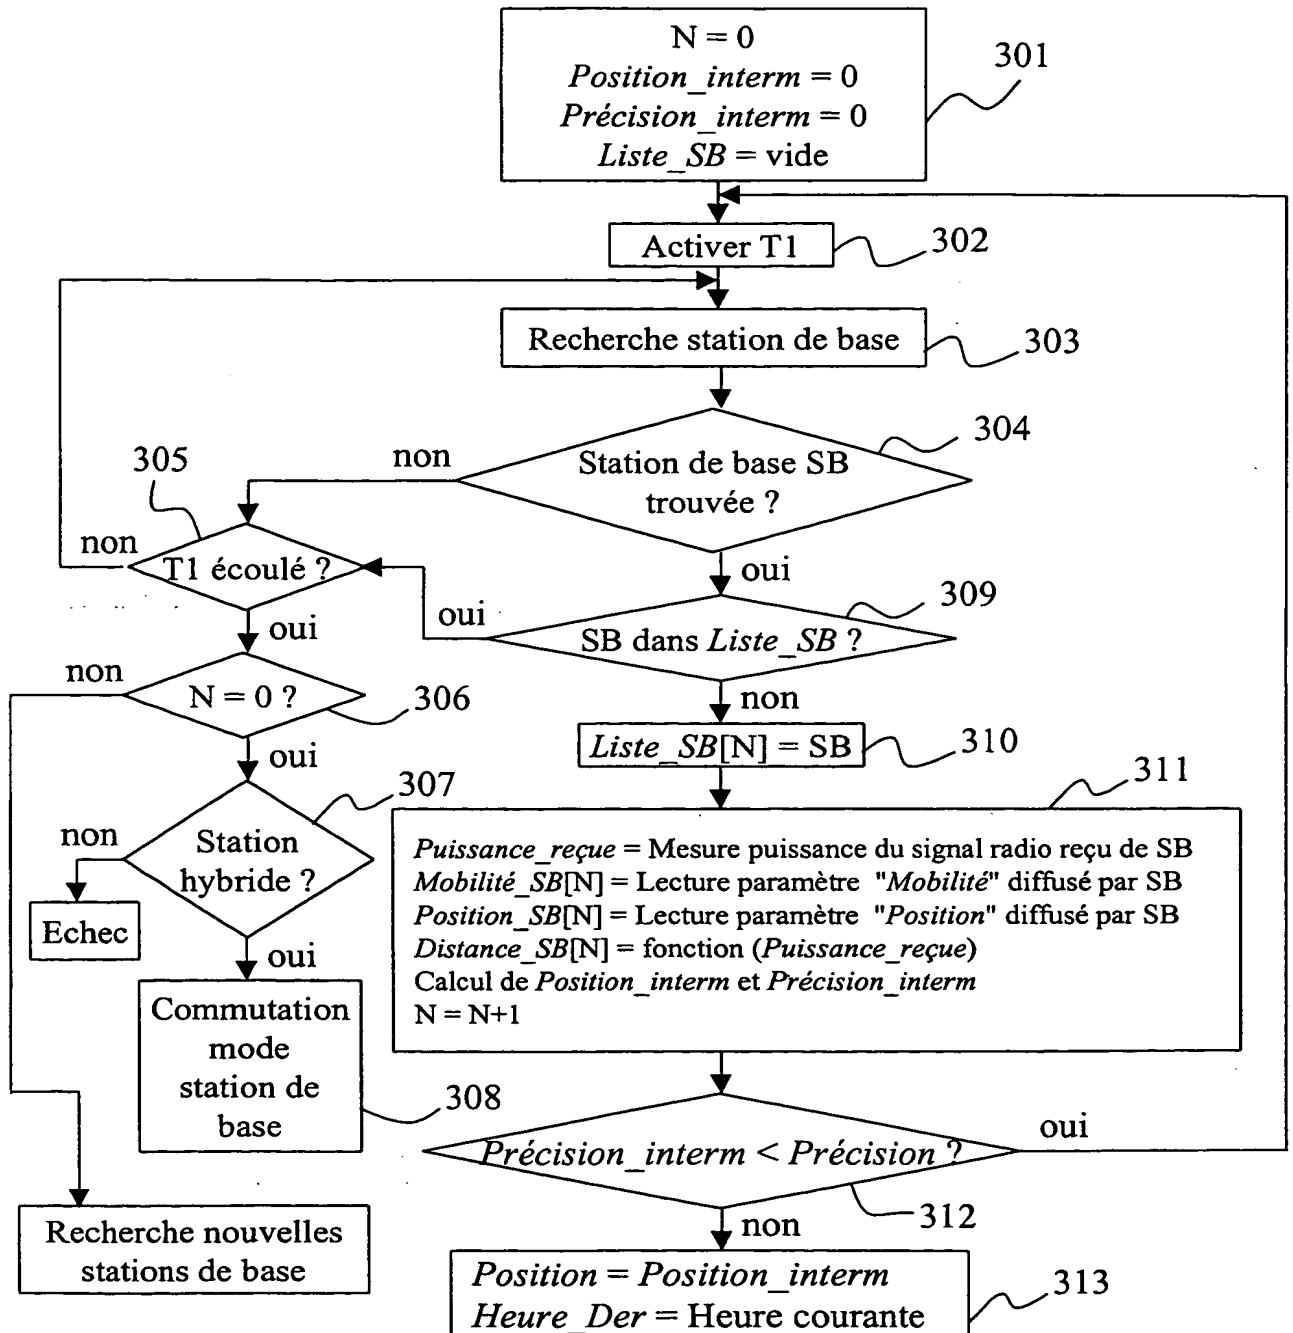 N = 0
Position_interm = 0
Précision_interm = 0
Liste_SB = vide
301
Activer T1
302
Recherche station de base
303
304
Station de base SB
trouvée ?
non
305
non
T1 écoulé ?
oui
309
oui
SB dans Liste_SB ?
oui
non
N = 0 ?
306
non
Liste_SB[N] = SB
310
oui
307
311
non
Station
hybride ?
Echec
oui
Puissance_reçue = Mesure puissance du signal radio reçu de SB
Mobilité_SB[N] = Lecture paramètre "Mobilité" diffusé par SB
Position_SB[N] = Lecture paramètre "Position" diffusé par SB
Distance_SB[N] = fonction (Puissance_reçue)
Calcul de Position_interm et Précision_interm
N = N+1
Commutation
mode
station de
base
308
oui
Précision_interm < Précision ?
312
non
Recherche nouvelles
stations de base
Position = Position_interm
Heure_Der = Heure courante
313